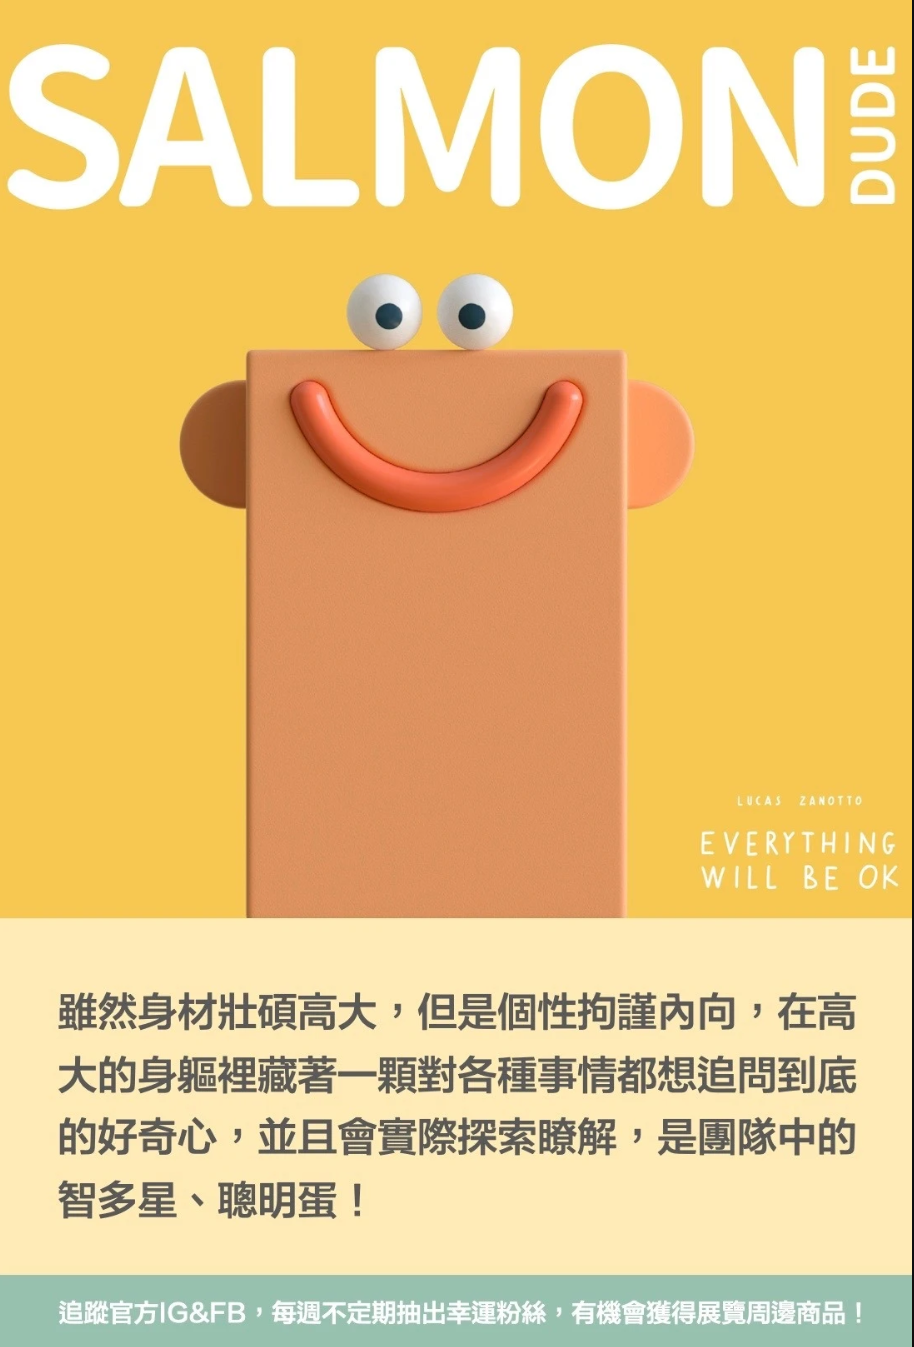 SALMON
DUDE
LUCAS ZANOTTO
EVERYTHING
WILL BE OK
雖然身材壯碩高大，但是個性拘謹內向，在高
大的身軀裡藏著一顆對各種事情都想追問到底
的好奇心，並且會實際探索瞭解，是團隊中的
智多星、聰明蛋！
追蹤官方IG&FB，每週不定期抽出幸運粉絲，有機會獲得展覽周邊商品！